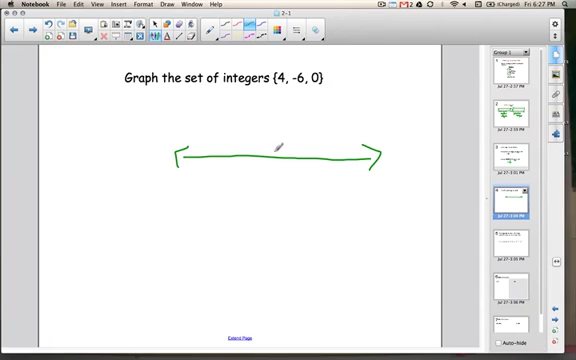 Notebook File Edit View Insert Format Draw Window Help
(Charged) Fri 6:27 PM
2-1
Group 1
Graph the set of integers {4, -6, 0}
Jul 27-2:57 PM
Jul 27-2:59 PM
Jul 27-3:01 PM
Jul 27-3:03 PM
Jul 27-3:05 PM
Jul 27-3:06 PM
Extend Page
Auto-hide